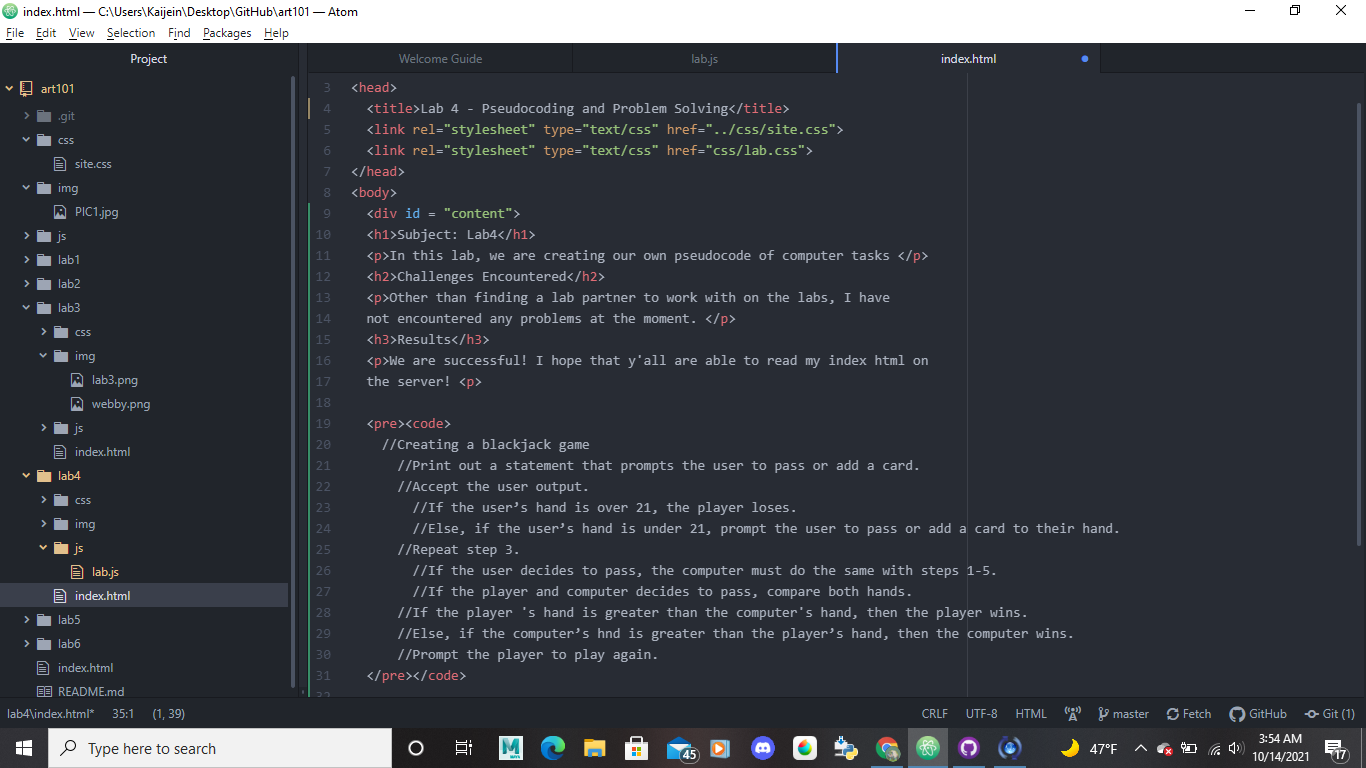 index.html — C:\Users\Kaijein\Desktop\GitHub\art101 — Atom
File Edit View Selection Find Packages Help
Project
Welcome Guide
lab.js
index.html
art101
.git
css
site.css
img
PIC1.jpg
js
lab1
lab2
lab3
css
img
lab3.png
webby.png
js
index.html
lab4
css
img
js
lab.js
index.html
lab5
lab6
index.html
README.md
3 <head>
4 <title>Lab 4 - Pseudocoding and Problem Solving</title>
5 <link rel="stylesheet" type="text/css" href="../css/site.css">
6 <link rel="stylesheet" type="text/css" href="css/lab.css">
7 </head>
8 <body>
9 <div id = "content">
10 <h1>Subject: Lab4</h1>
11 <p>In this lab, we are creating our own pseudocode of computer tasks </p>
12 <h2>Challenges Encountered</h2>
13 <p>Other than finding a lab partner to work with on the labs, I have
14 not encountered any problems at the moment. </p>
15 <h3>Results</h3>
16 <p>We are successful! I hope that y'all are able to read my index html on
17 the server! <p>
18
19 <pre><code>
20 //Creating a blackjack game
21 //Print out a statement that prompts the user to pass or add a card.
22 //Accept the user output.
23 //If the user’s hand is over 21, the player loses.
24 //Else, if the user’s hand is under 21, prompt the user to pass or add a card to their hand.
25 //Repeat step 3.
26 //If the user decides to pass, the computer must do the same with steps 1-5.
27 //If the player and computer decides to pass, compare both hands.
28 //If the player 's hand is greater than the computer's hand, then the player wins.
29 //Else, if the computer’s hnd is greater than the player’s hand, then the computer wins.
30 //Prompt the player to play again.
31 </pre></code>
32
lab4\index.html* 35:1 (1, 39)
CRLF UTF-8 HTML master Fetch GitHub Git (1)
Type here to search
45
47°F
3:54 AM
10/14/2021
17